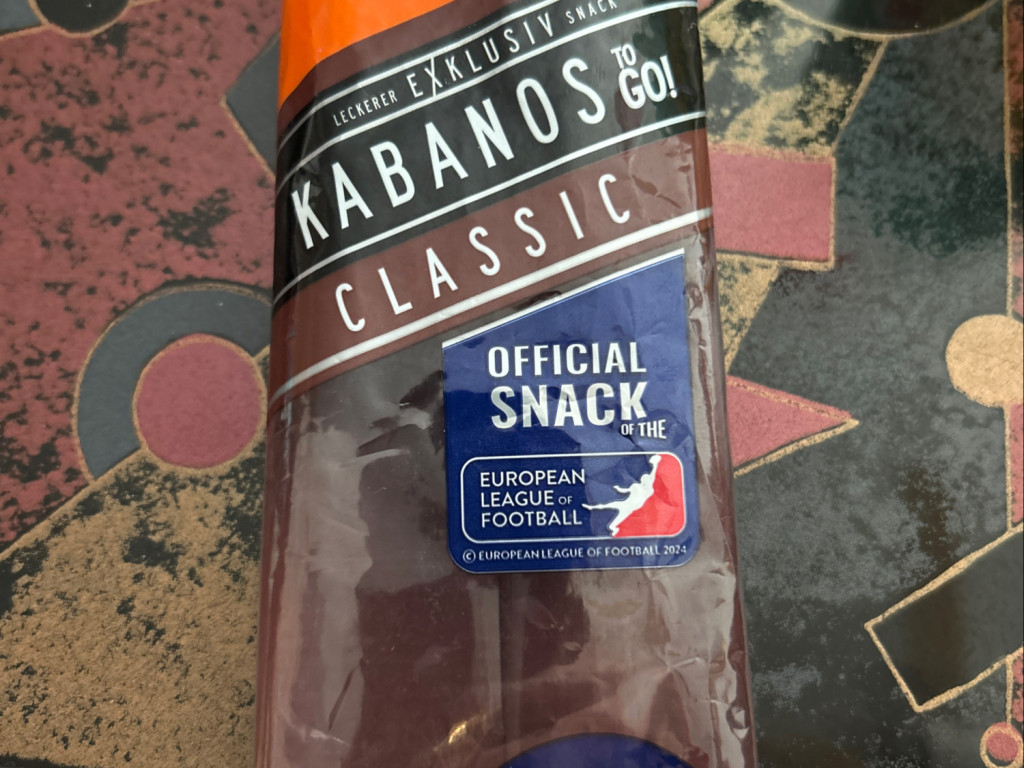 LECKERER EXKLUSIV SNACK
KABANOS TO GO!
CLASSIC
OFFICIAL
SNACK
OF THE
EUROPEAN
LEAGUE OF
FOOTBALL
© EUROPEAN LEAGUE OF FOOTBALL 2024